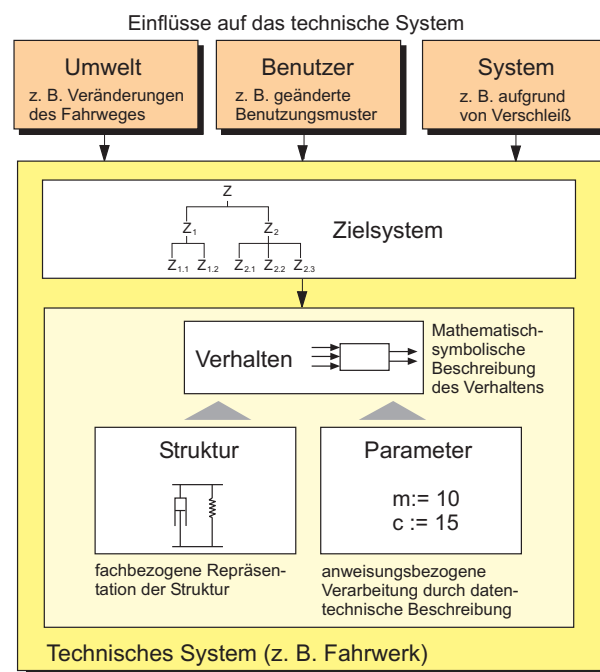 Einflüsse auf das technische System
Umwelt
z. B. Veränderungen
des Fahrweges
Benutzer
z. B. geänderte
Benutzungsmuster
System
z. B. aufgrund
von Verschleiß
Z
Z1 Z2
Z1.1 Z1.2 Z2.1 Z2.2 Z2.3
Zielsystem
Verhalten
Mathematisch-
symbolische
Beschreibung
des Verhaltens
Struktur
fachbezogene Repräsen-
tation der Struktur
Parameter
m:= 10
c := 15
anweisungsbezogene
Verarbeitung durch daten-
technische Beschreibung
Technisches System (z. B. Fahrwerk)